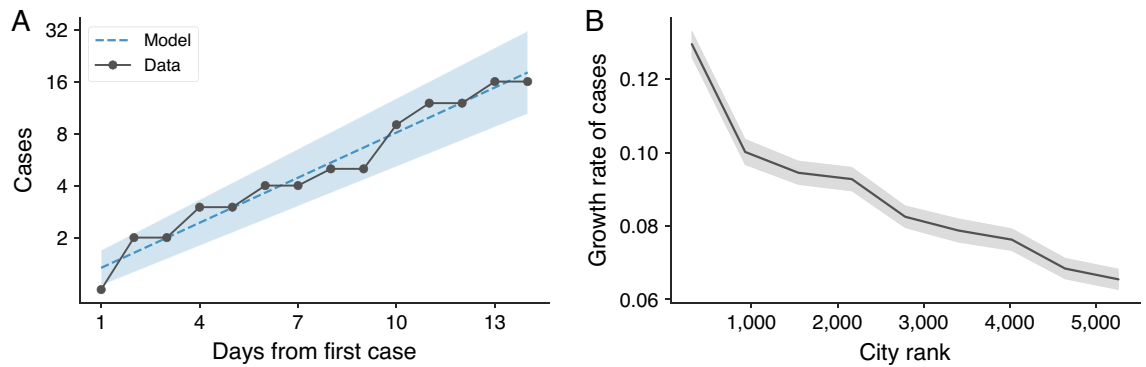 A
Model
Data
Cases
32
16
8
4
2
1
4
7
10
13
Days from first case
B
Growth rate of cases
0.12
0.10
0.08
0.06
1,000
2,000
3,000
4,000
5,000
City rank